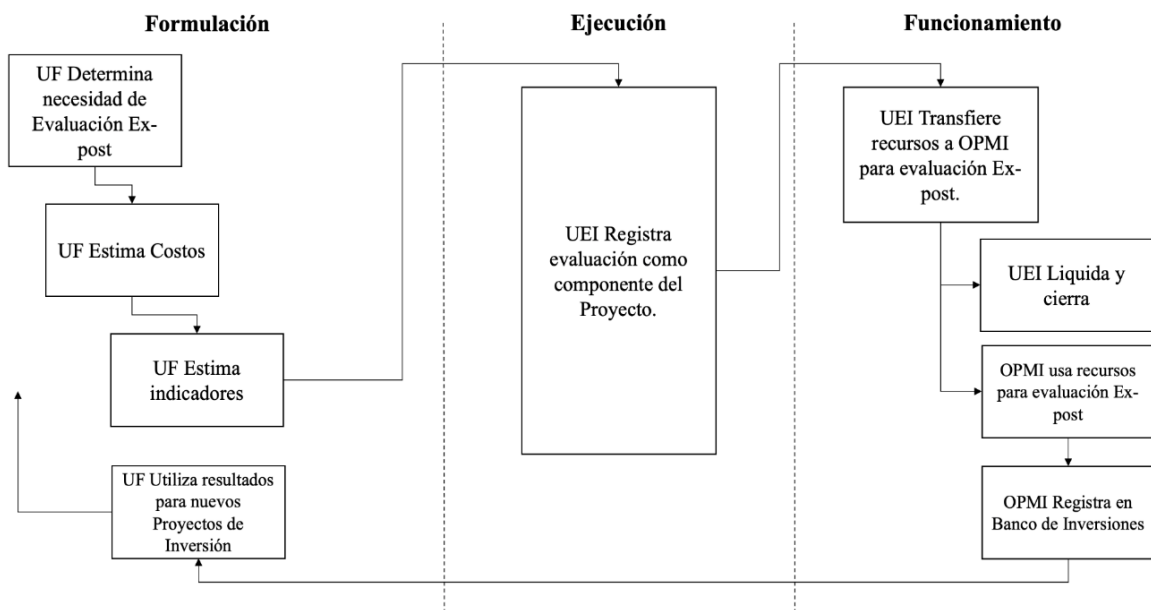 Formulación
Ejecución
Funcionamiento
UF Determina
necesidad de
Evaluación Ex-
post
UF Estima Costos
UF Estima
indicadores
UF Utiliza resultados
para nuevos
Proyectos de
Inversión
UEI Registra
evaluación como
componente del
Proyecto.
UEI Transfiere
recursos a OPMI
para evaluación Ex-
post.
UEI Liquida y
cierra
OPMI usa recursos
para evaluación Ex-
post
OPMI Registra en
Banco de Inversiones